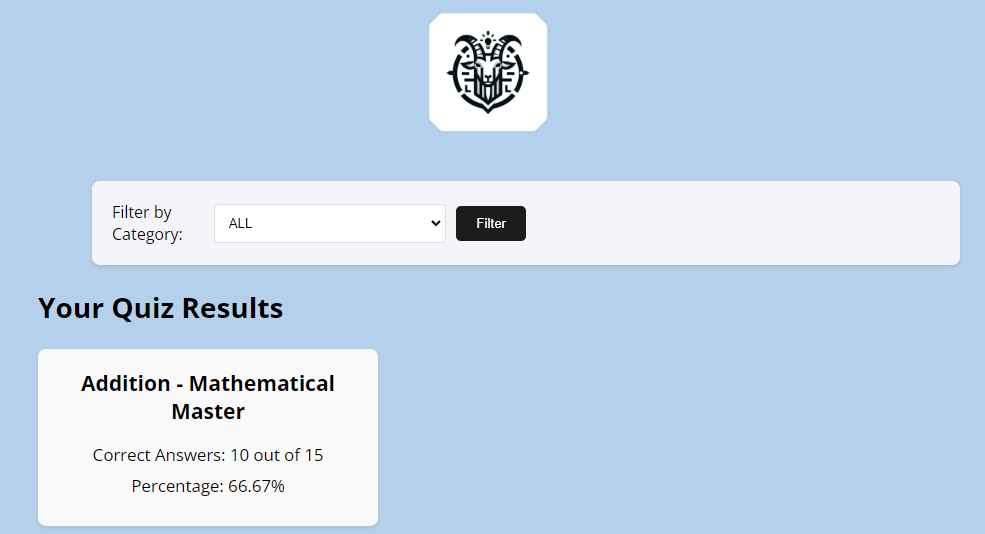 Filter by
Category:
ALL
Filter
Your Quiz Results
Addition - Mathematical
Master
Correct Answers: 10 out of 15
Percentage: 66.67%